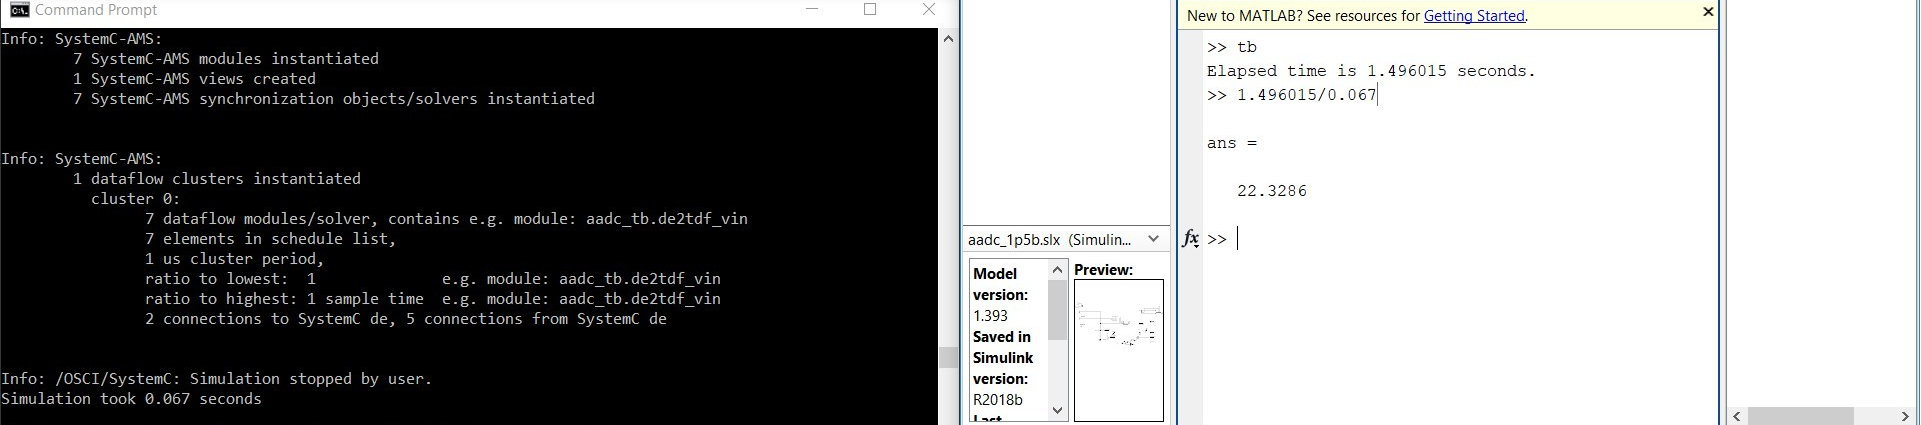 Command Prompt
Info: SystemC-AMS:
7 SystemC-AMS modules instantiated
1 SystemC-AMS views created
7 SystemC-AMS synchronization objects/solvers instantiated
Info: SystemC-AMS:
1 dataflow clusters instantiated
cluster 0:
7 dataflow modules/solver, contains e.g. module: aadc_tb.de2tdf_vin
7 elements in schedule list,
1 us cluster period,
ratio to lowest:  1              e.g. module: aadc_tb.de2tdf_vin
ratio to highest: 1 sample time  e.g. module: aadc_tb.de2tdf_vin
2 connections to SystemC de, 5 connections from SystemC de
Info: /OSCI/SystemC: Simulation stopped by user.
Simulation took 0.067 seconds
aadc_1p5b.slx (Simulin...
Model
version:
1.393
Saved in
Simulink
version:
R2018b
Last
Preview:
New to MATLAB? See resources for Getting Started.
>> tb
Elapsed time is 1.496015 seconds.
>> 1.496015/0.067
ans =
22.3286
fx >>